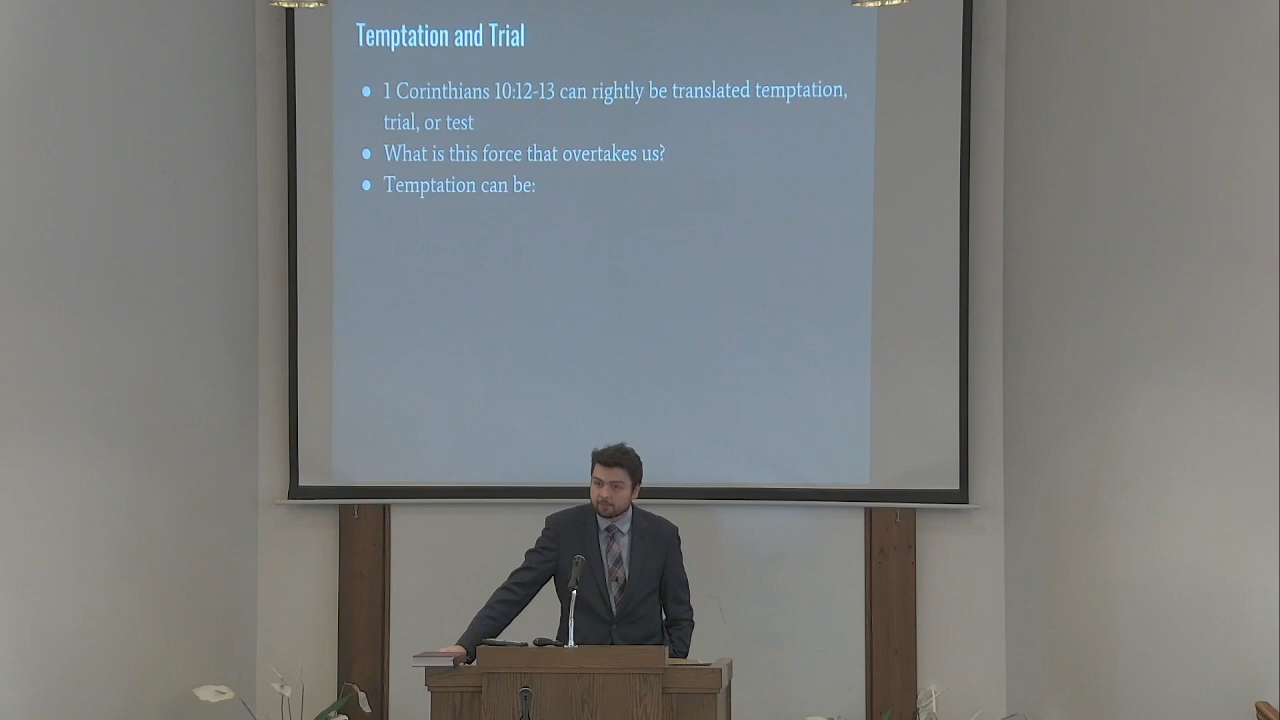 Temptation and Trial
● 1 Corinthians 10:12-13 can rightly be translated temptation,
trial, or test
● What is this force that overtakes us?
● Temptation can be: